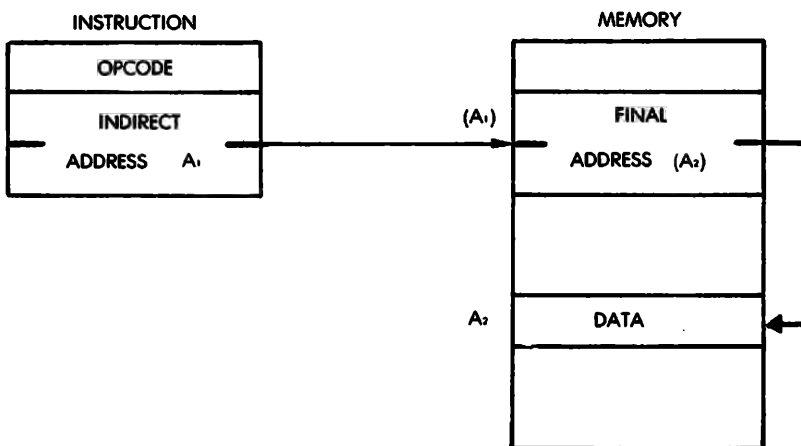 INSTRUCTION
OPCODE
INDIRECT
ADDRESS A₁
MEMORY
(A₁)
FINAL
ADDRESS (A₂)
A₂
DATA